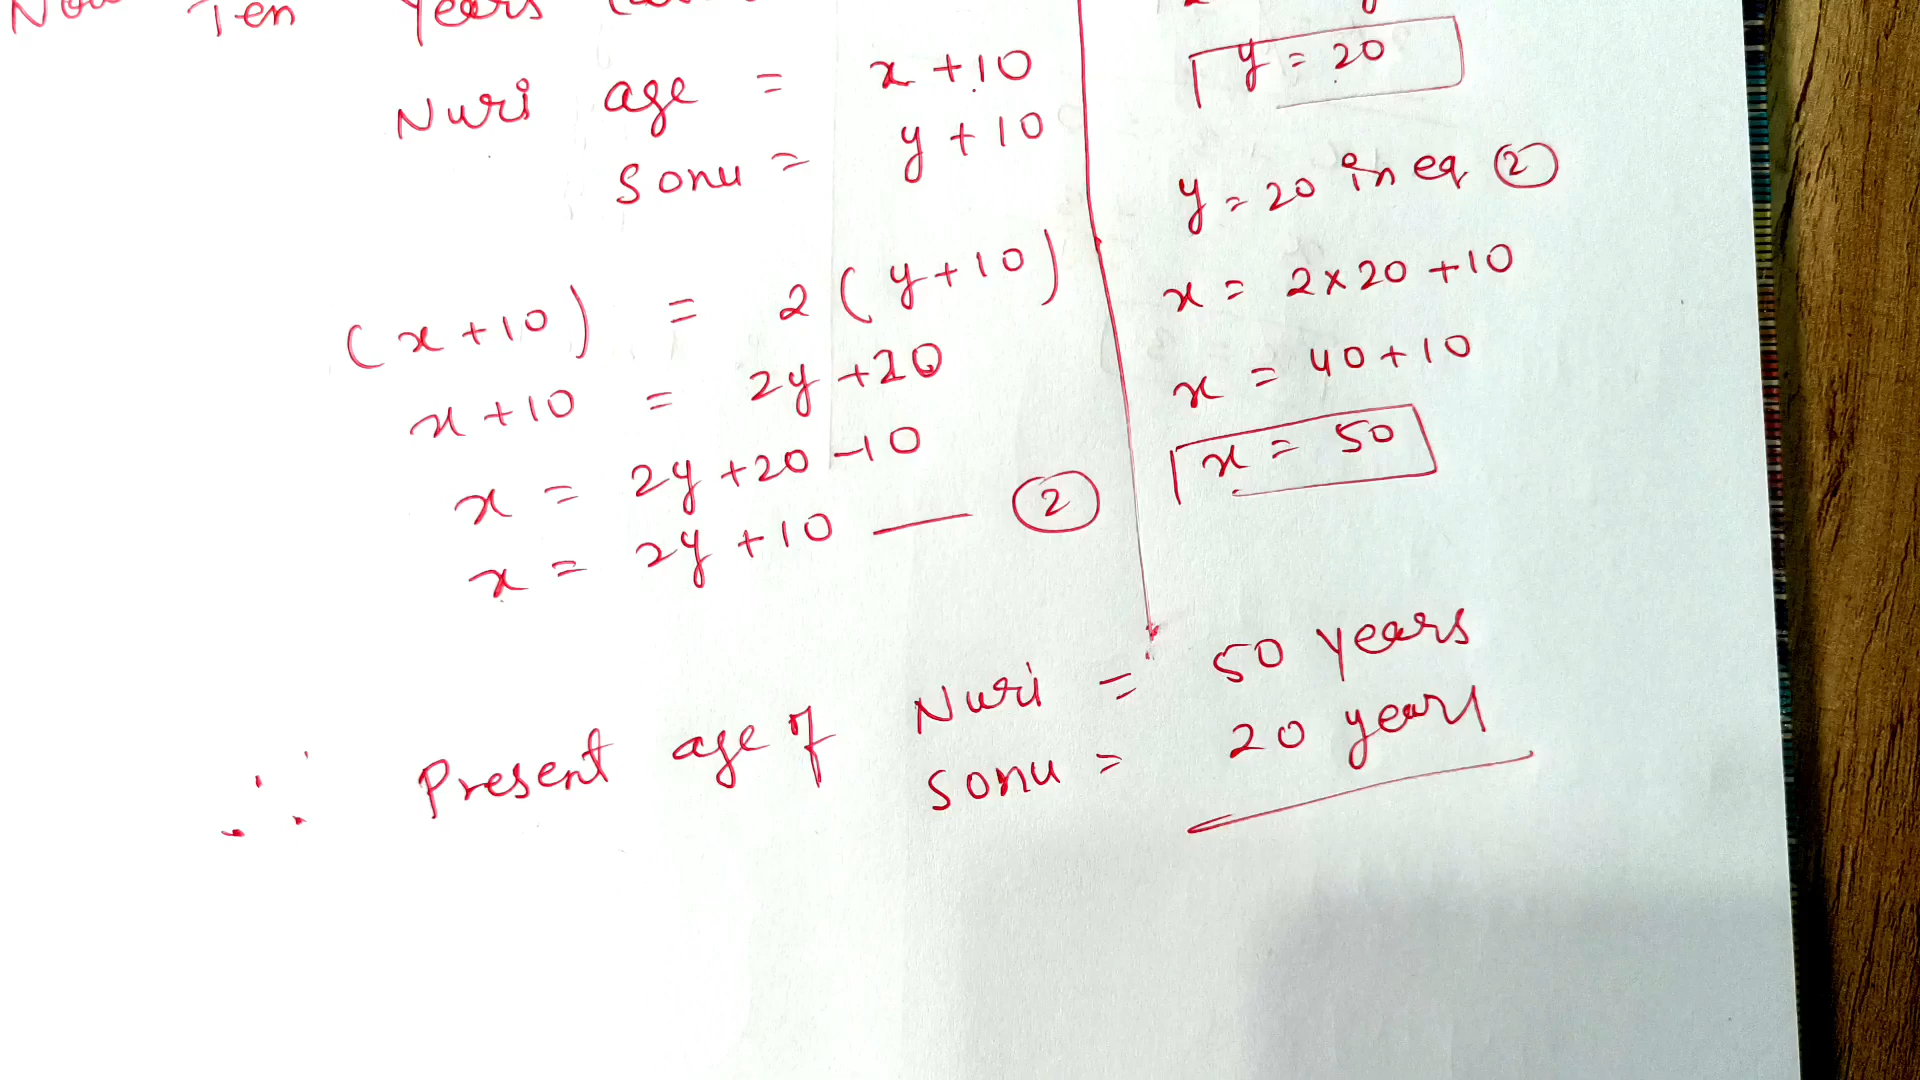 Ten Years
Nuri age = x + 10
Sonu = y + 10
(x + 10) = 2 (y + 10)
x + 10 = 2y + 20
x = 2y + 20 - 10
x = 2y + 10 — ②
y = 20
y = 20 in eq ②
x = 2 × 20 + 10
x = 40 + 10
x = 50
∴ Present age of Nuri = 50 years
Sonu = 20 years